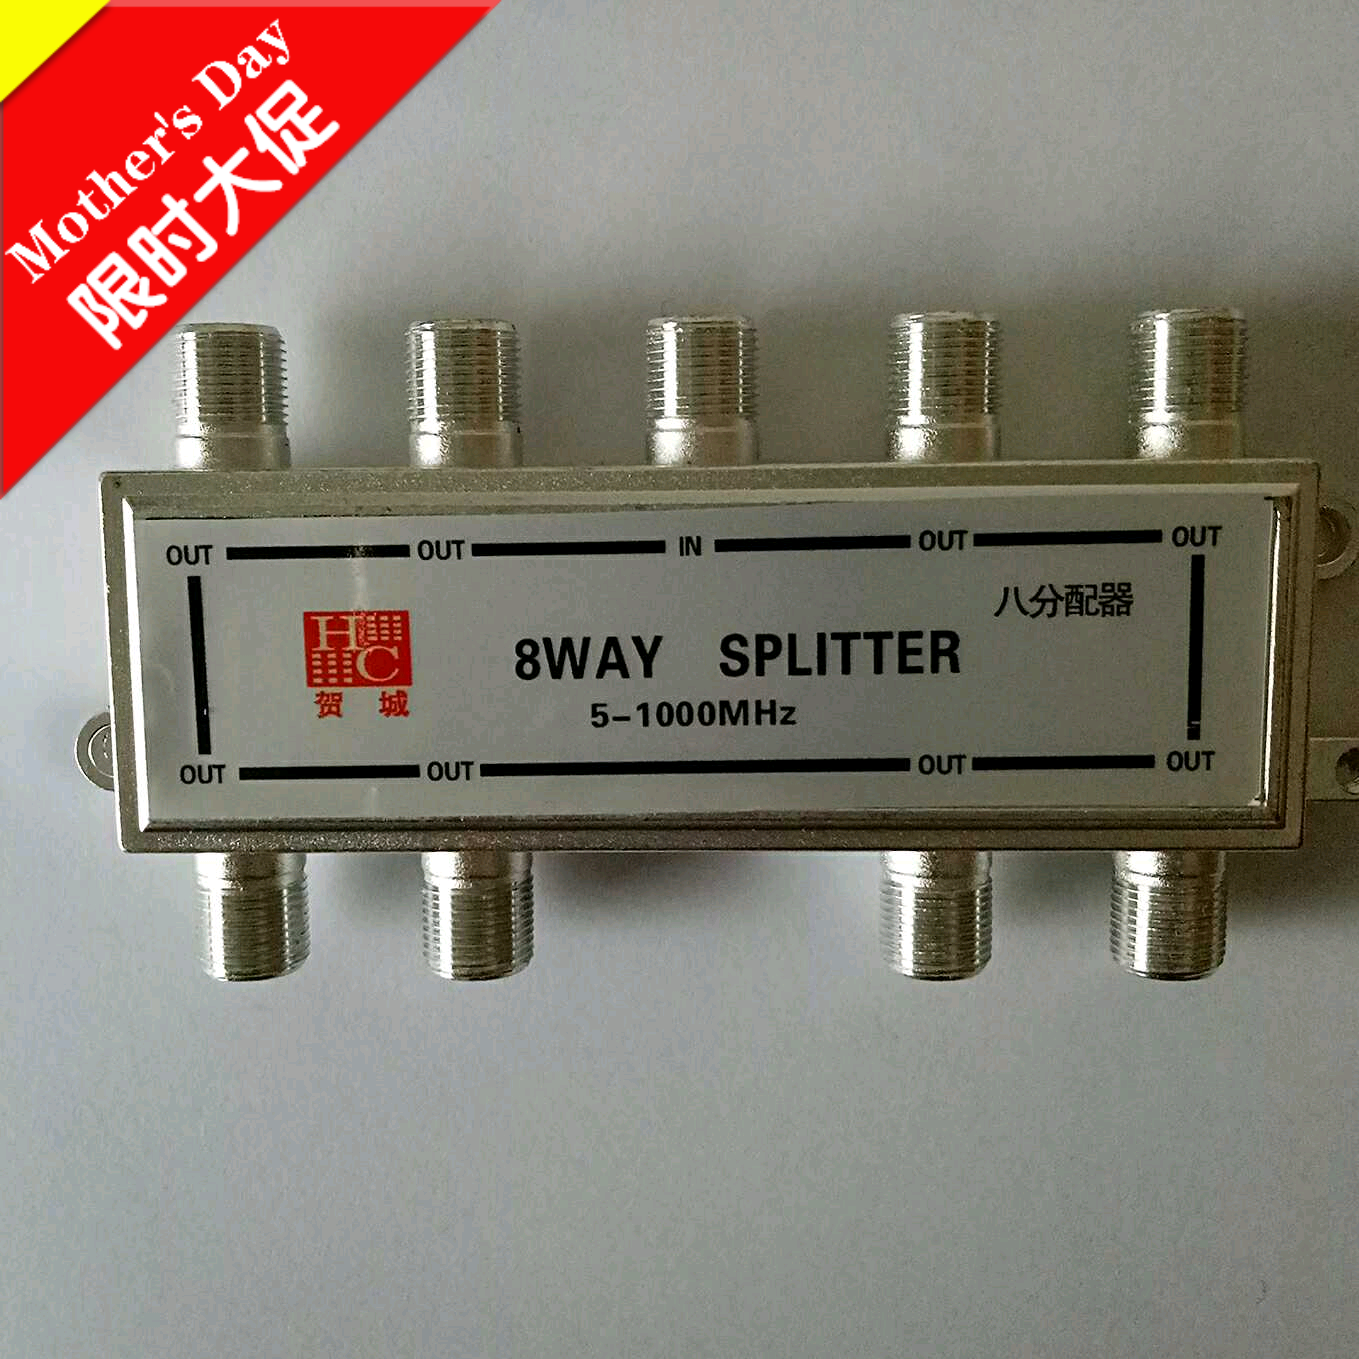 Mother's Day
限时大促
OUT OUT IN OUT OUT
八分配器
HC
8WAY SPLITTER
贺城
5-1000MHz
OUT OUT OUT OUT